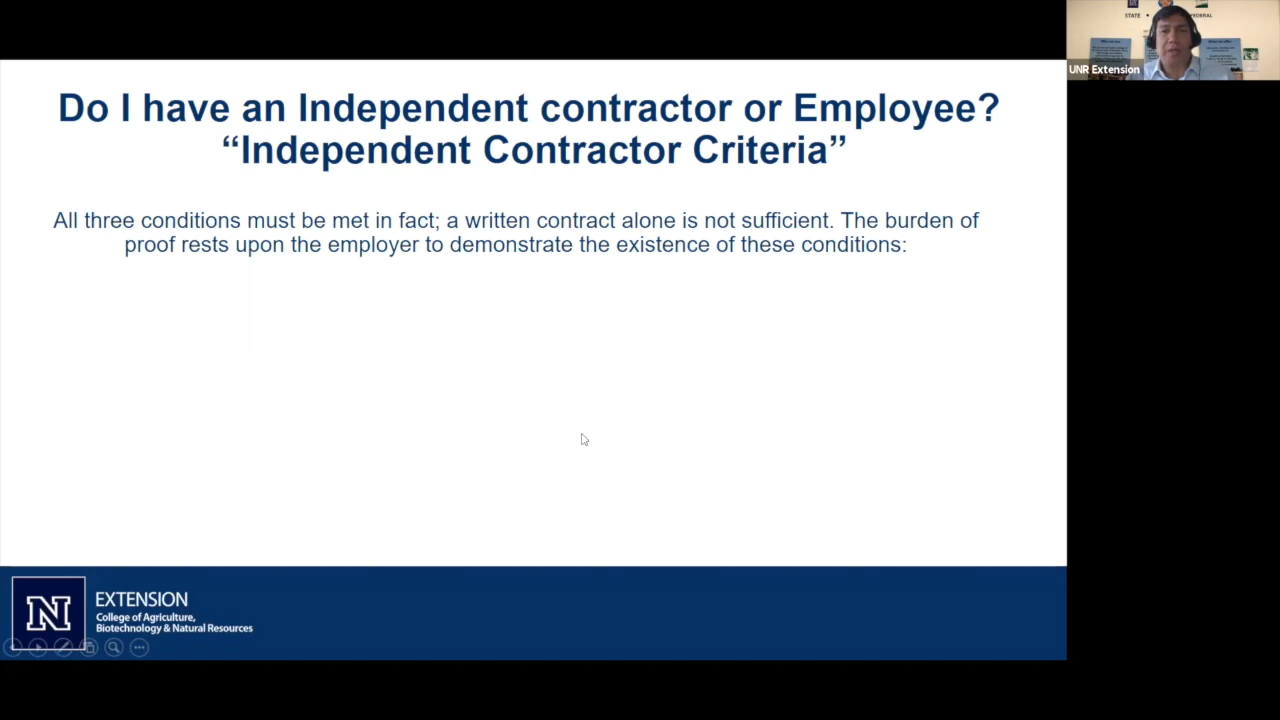 STATE
FEDERAL
UNR Extension
Do I have an Independent contractor or Employee?
“Independent Contractor Criteria”
All three conditions must be met in fact; a written contract alone is not sufficient. The burden of
proof rests upon the employer to demonstrate the existence of these conditions:
N
EXTENSION
College of Agriculture,
Biotechnology & Natural Resources